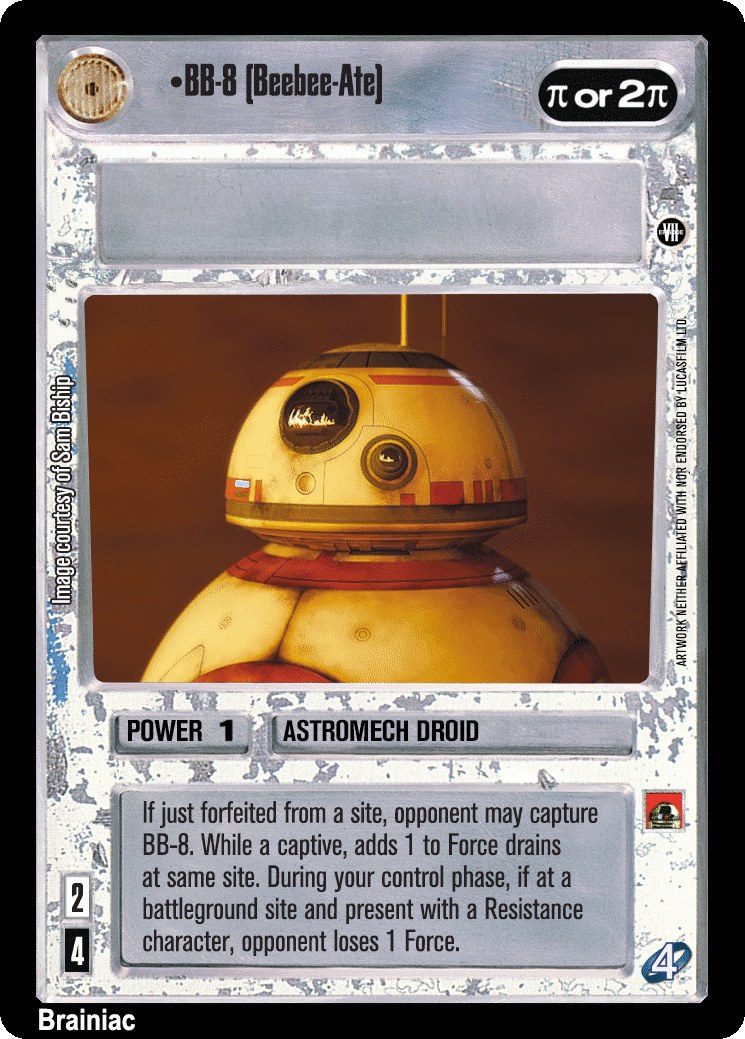 •BB-8 (Beebee-Ate)
π or 2π
EPISODE
VII
Image courtesy of Sam Biship
ARTWORK NEITHER AFFILIATED WITH NOR ENDORSED BY LUCASFILM LTD.
POWER 1
ASTROMECH DROID
If just forfeited from a site, opponent may capture
BB-8. While a captive, adds 1 to Force drains
at same site. During your control phase, if at a
battleground site and present with a Resistance
character, opponent loses 1 Force.
2
4
4
Brainiac